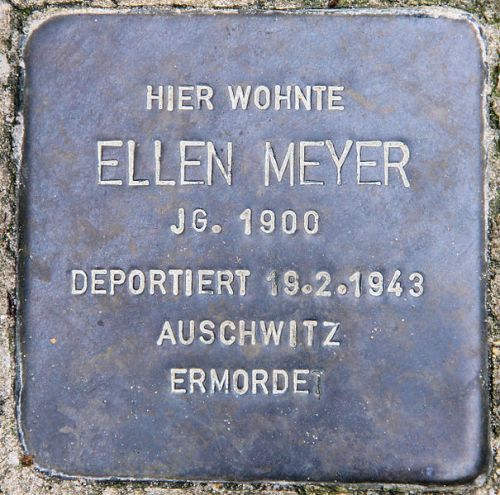 HIER WOHNTE
ELLEN MEYER
JG. 1900
DEPORTIERT 19.2.1943
AUSCHWITZ
ERMORDET